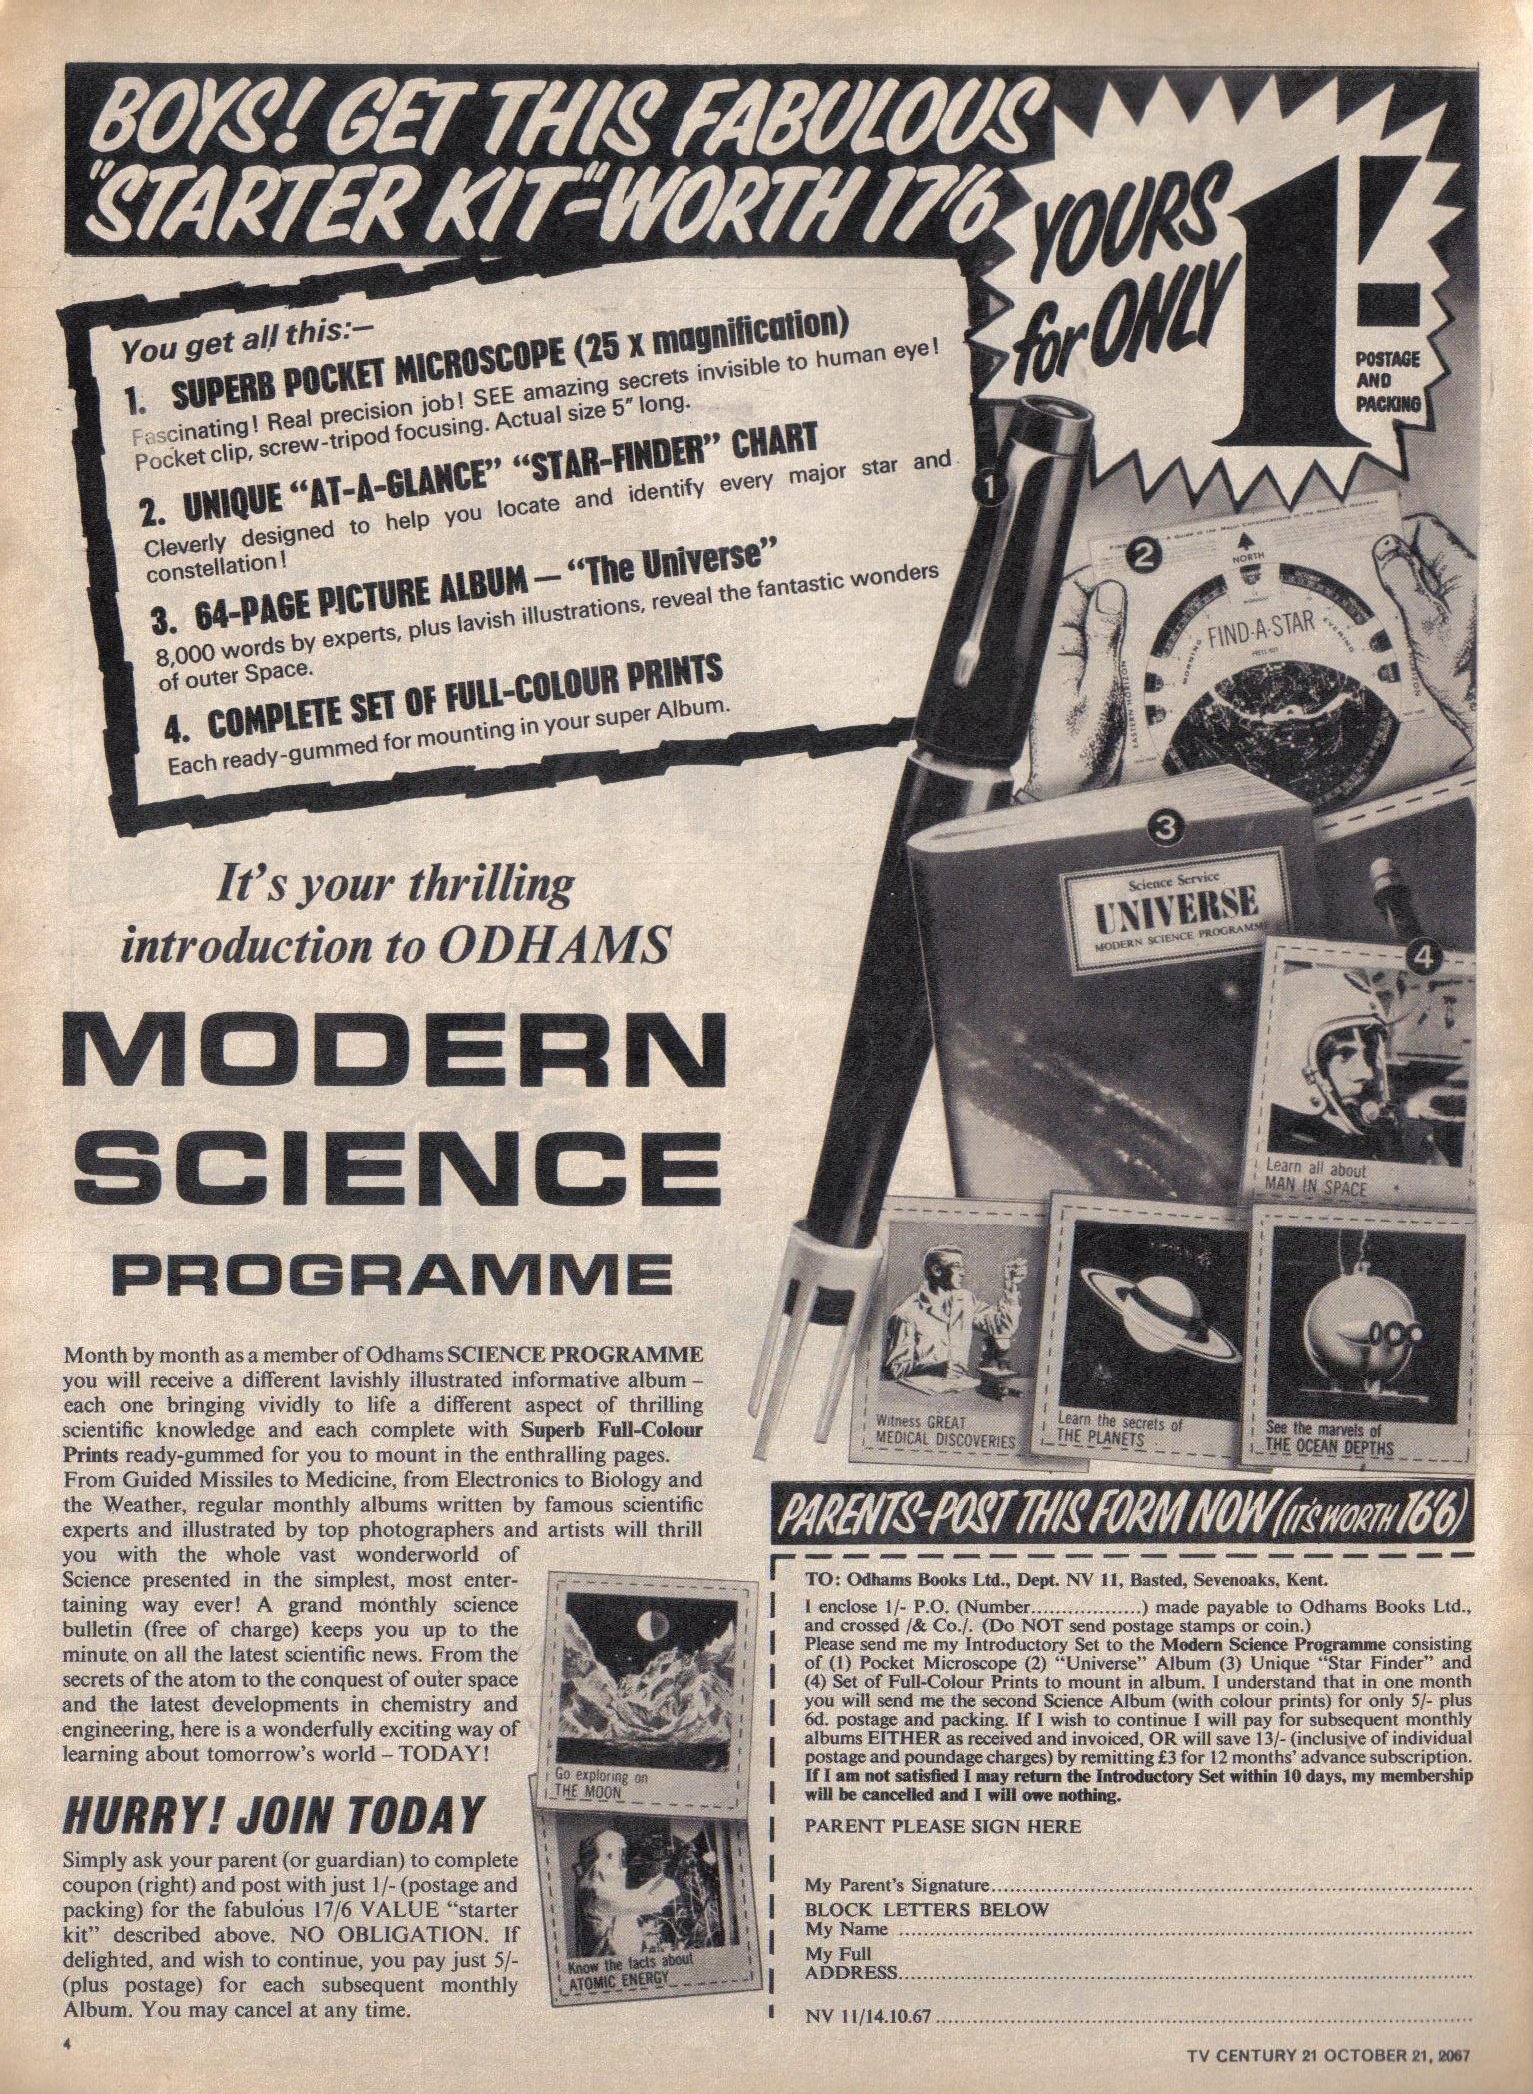 BOYS! GET THIS FABULOUS
"STARTER KIT"-WORTH 17'6
YOURS
for ONLY
1/-
POSTAGE
AND
PACKING
You get all this:—
1. SUPERB POCKET MICROSCOPE (25 x magnification)
Fascinating! Real precision job! SEE amazing secrets invisible to human eye!
Pocket clip, screw-tripod focusing. Actual size 5" long.
2. UNIQUE “AT-A-GLANCE” “STAR-FINDER” CHART
Cleverly designed to help you locate and identify every major star and
constellation!
3. 64-PAGE PICTURE ALBUM — “The Universe”
8,000 words by experts, plus lavish illustrations, reveal the fantastic wonders
of outer Space.
4. COMPLETE SET OF FULL-COLOUR PRINTS
Each ready-gummed for mounting in your super Album.
1
2
A Guide to the Major Constellations in the Northern Heavens
NORTH
FIND-A-STAR
MORNING
EVENING
EASTERN HORIZON
3
Science Service
UNIVERSE
MODERN SCIENCE PROGRAMME
4
Learn all about
MAN IN SPACE
Witness GREAT
MEDICAL DISCOVERIES
Learn the secrets of
THE PLANETS
See the marvels of
THE OCEAN DEPTHS
It's your thrilling
introduction to ODHAMS
MODERN
SCIENCE
PROGRAMME
Month by month as a member of Odhams SCIENCE PROGRAMME
you will receive a different lavishly illustrated informative album –
each one bringing vividly to life a different aspect of thrilling
scientific knowledge and each complete with Superb Full-Colour
Prints ready-gummed for you to mount in the enthralling pages.
From Guided Missiles to Medicine, from Electronics to Biology and
the Weather, regular monthly albums written by famous scientific
experts and illustrated by top photographers and artists will thrill
you with the whole vast wonderworld of
Science presented in the simplest, most enter-
taining way ever! A grand monthly science
bulletin (free of charge) keeps you up to the
minute on all the latest scientific news. From the
secrets of the atom to the conquest of outer space
and the latest developments in chemistry and
engineering, here is a wonderfully exciting way of
learning about tomorrow's world – TODAY!
Go exploring on
THE MOON
Know the facts about
ATOMIC ENERGY
HURRY! JOIN TODAY
Simply ask your parent (or guardian) to complete
coupon (right) and post with just 1/- (postage and
packing) for the fabulous 17/6 VALUE “starter
kit” described above. NO OBLIGATION. If
delighted, and wish to continue, you pay just 5/-
(plus postage) for each subsequent monthly
Album. You may cancel at any time.
PARENTS-POST THIS FORM NOW (IT'S WORTH 16'6)
TO: Odhams Books Ltd., Dept. NV 11, Basted, Sevenoaks, Kent.
I enclose 1/- P.O. (Number..................) made payable to Odhams Books Ltd.,
and crossed /& Co./. (Do NOT send postage stamps or coin.)
Please send me my Introductory Set to the Modern Science Programme consisting
of (1) Pocket Microscope (2) “Universe” Album (3) Unique “Star Finder” and
(4) Set of Full-Colour Prints to mount in album. I understand that in one month
you will send me the second Science Album (with colour prints) for only 5/- plus
6d. postage and packing. If I wish to continue I will pay for subsequent monthly
albums EITHER as received and invoiced, OR will save 13/- (inclusive of individual
postage and poundage charges) by remitting £3 for 12 months' advance subscription.
If I am not satisfied I may return the Introductory Set within 10 days, my membership
will be cancelled and I will owe nothing.
PARENT PLEASE SIGN HERE
My Parent's Signature
BLOCK LETTERS BELOW
My Name
My Full
ADDRESS
NV 11/14.10.67
4
TV CENTURY 21 OCTOBER 21, 2067